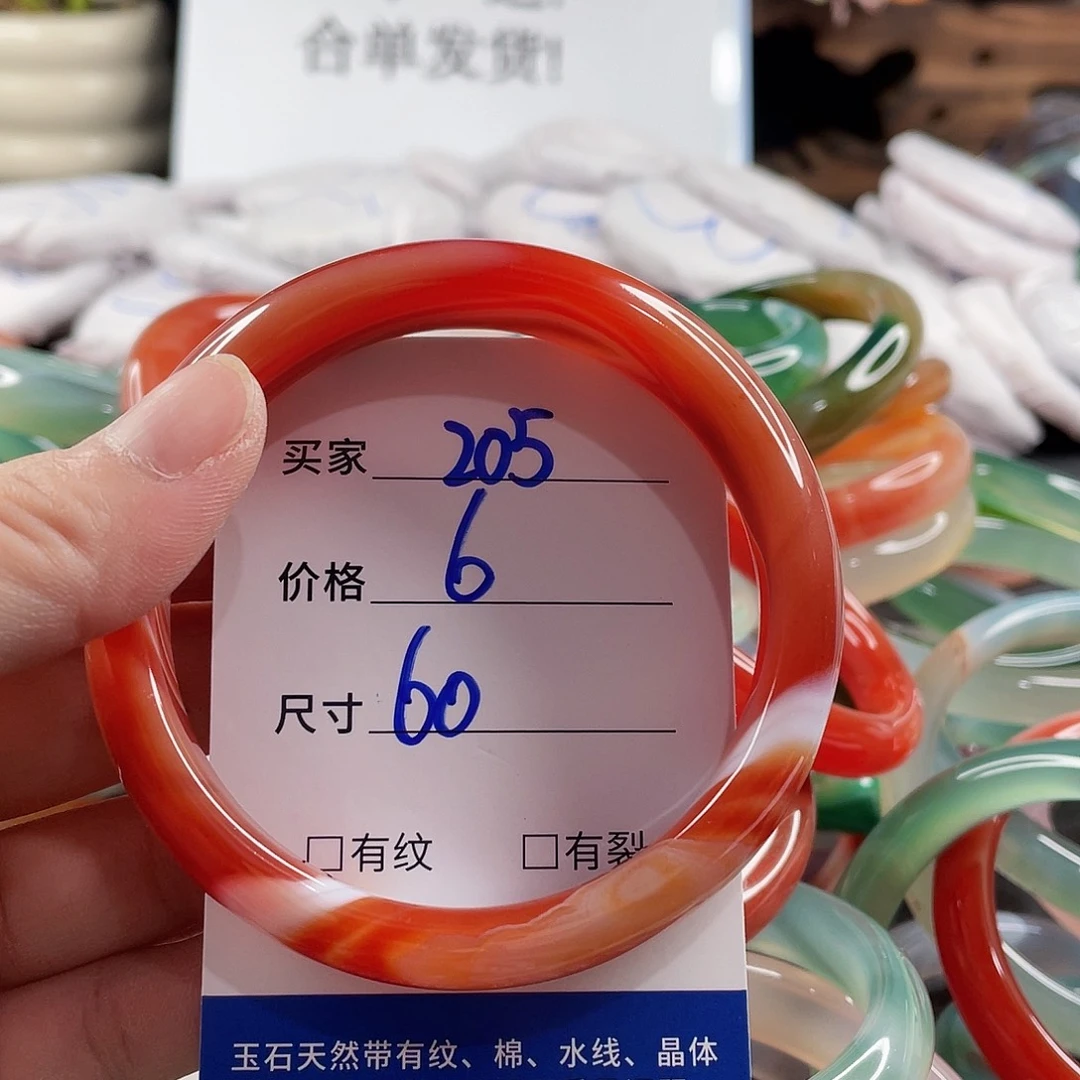 合单发货!
买家 205
价格 6
尺寸 60
□有纹 □有裂
玉石天然带有纹、棉、水线、晶体